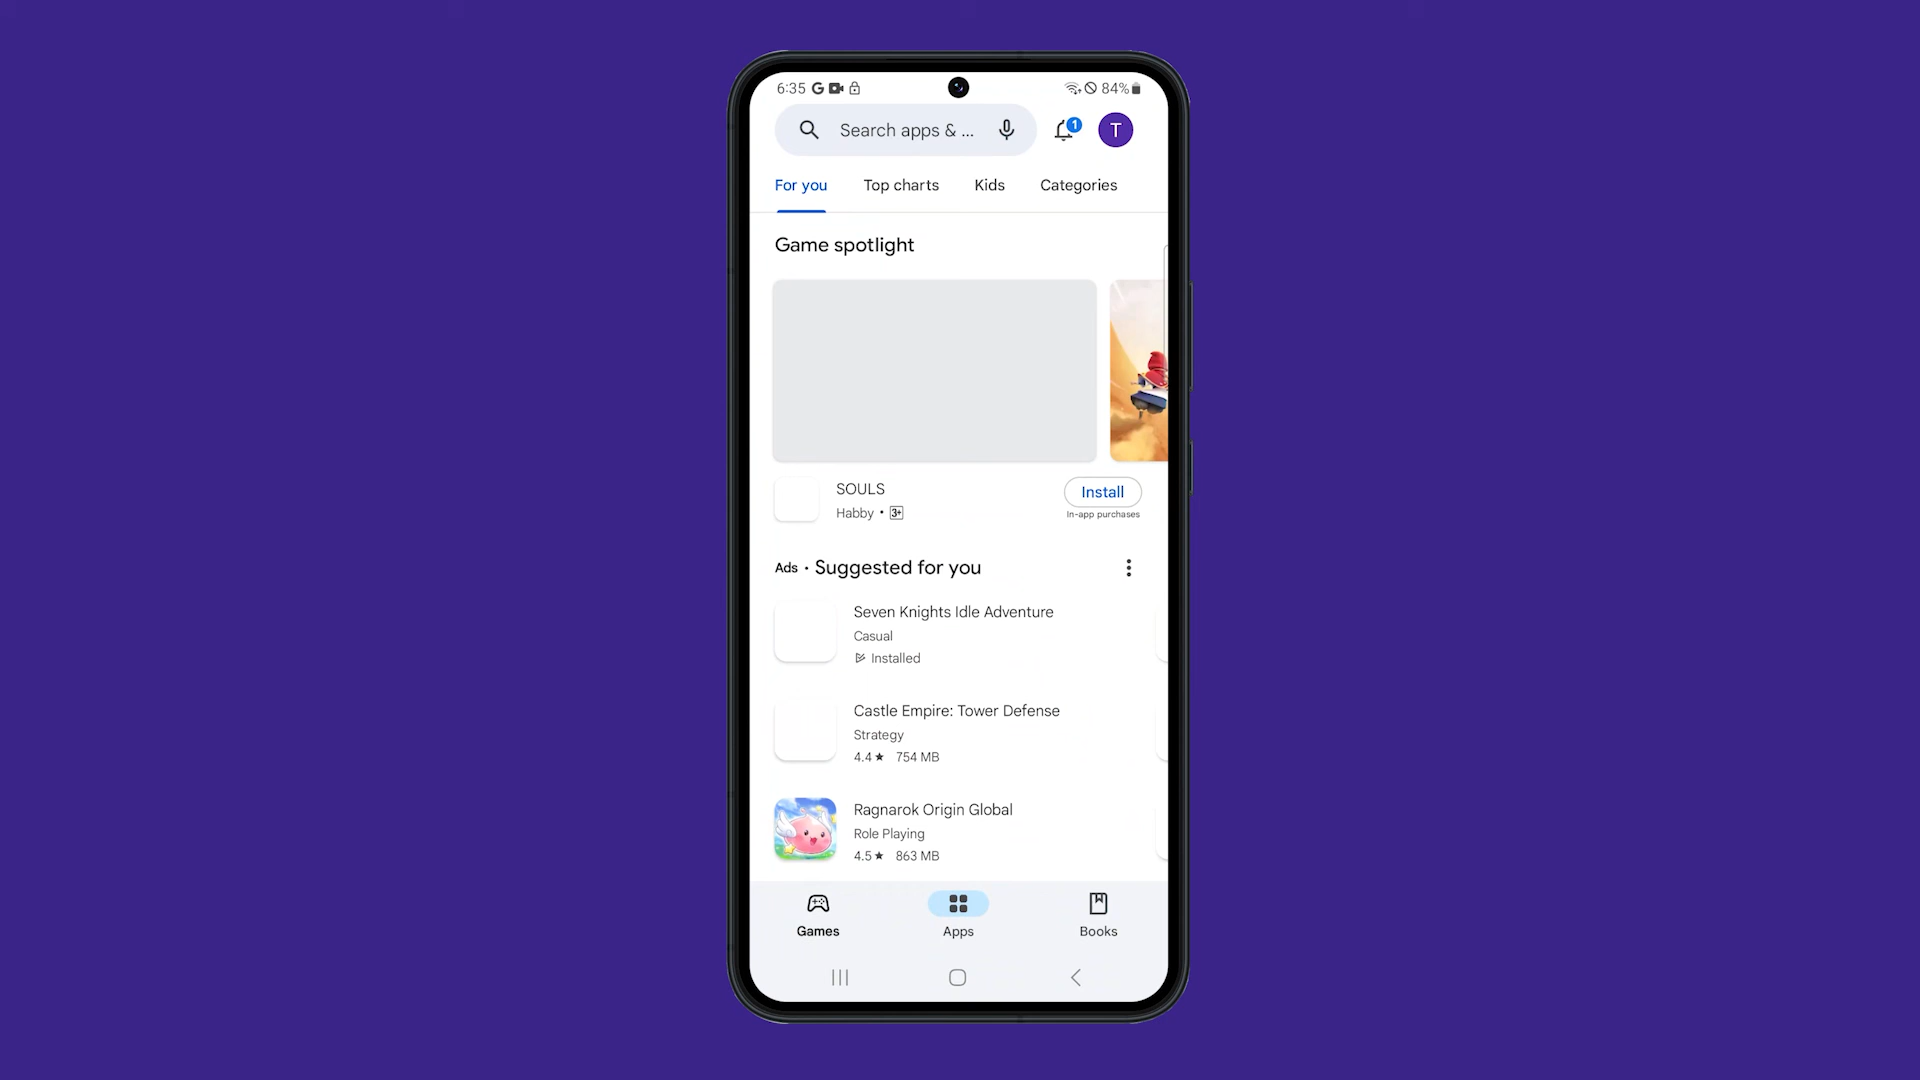 6:35 G 84%
Search apps & ...
1
T
For you Top charts Kids Categories
Game spotlight
SOULS
Habby • 3+
Install
In-app purchases
Ads • Suggested for you
Seven Knights Idle Adventure
Casual
Installed
Castle Empire: Tower Defense
Strategy
4.4★ 754 MB
Ragnarok Origin Global
Role Playing
4.5★ 863 MB
Games Apps Books